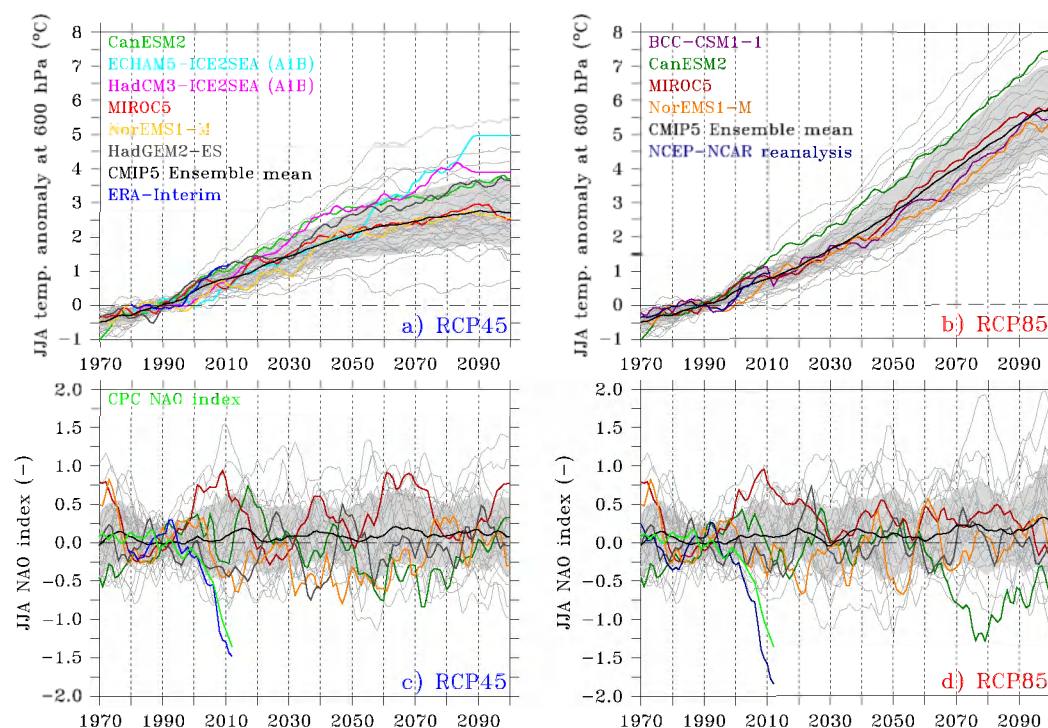 JJA temp. anomaly at 600 hPa (°C)
8
7
6
5
4
3
2
1
0
-1
CanESM2
ECHAM5-ICE2SEA (A1B)
HadCM3-ICE2SEA (A1B)
MIROC5
NorEMS1-M
HadGEM2-ES
CMIP5 Ensemble mean
ERA-Interim
a) RCP45
1970 1990 2010 2030 2050 2070 2090
JJA temp. anomaly at 600 hPa (°C)
8
7
6
5
4
3
2
1
0
-1
BCC-CSM1-1
CanESM2
MIROC5
NorEMS1-M
CMIP5 Ensemble mean
NCEP-NCAR reanalysis
b) RCP85
1970 1990 2010 2030 2050 2070 2090
JJA NAO index (-)
2.0
1.5
1.0
0.5
0.0
-0.5
-1.0
-1.5
-2.0
CPC NAO index
c) RCP45
1970 1990 2010 2030 2050 2070 2090
JJA NAO index (-)
2.0
1.5
1.0
0.5
0.0
-0.5
-1.0
-1.5
-2.0
d) RCP85
1970 1990 2010 2030 2050 2070 2090